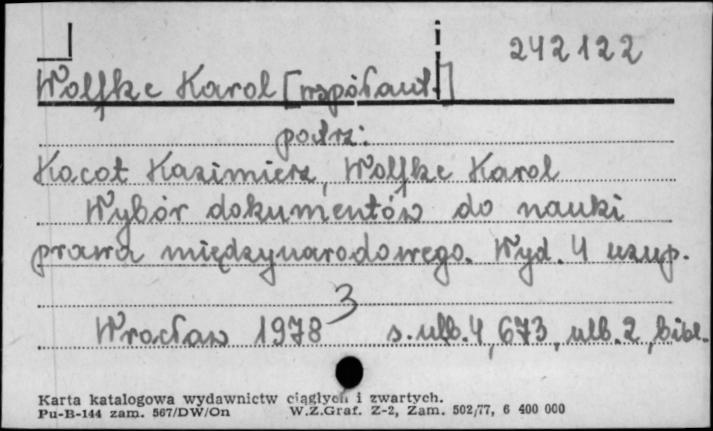 i 242122
Wolfke Karol [współaut.]
patrz:
Kocot Kazimierz, Wolfke Karol
Wybór dokumentów do nauki
prawa międzynarodowego. Wyd. 4 uzup.
3
Wrocław 1978 s. ulb. 4, 673, ulb. 2, bibl.
Karta katalogowa wydawnictw ciągłych i zwartych.
Pu-B-144 zam. 567/DW/On W.Z.Graf. Z-2, Zam. 502/77, 6 400 000